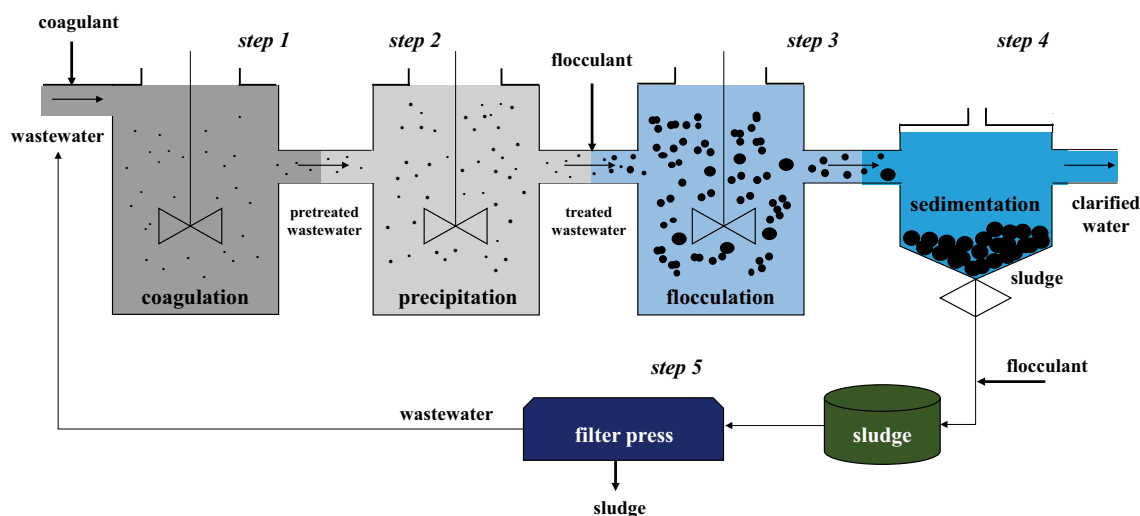 coagulant
step 1
step 2
step 3
step 4
flocculant
wastewater
pretreated
wastewater
treated
wastewater
sedimentation
clarified
water
coagulation
precipitation
flocculation
sludge
step 5
flocculant
wastewater
filter press
sludge
sludge